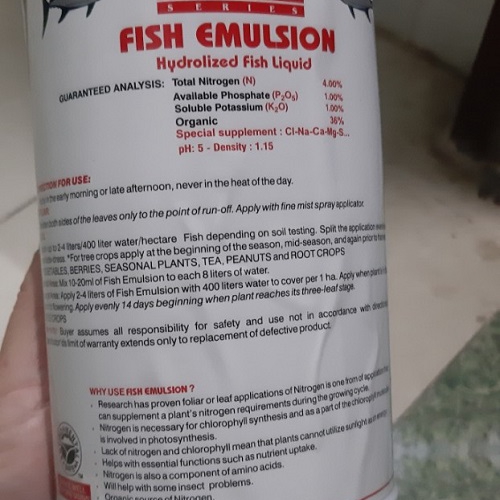 SERIES
FISH EMULSION
Hydrolized Fish Liquid
GUARANTEED ANALYSIS: Total Nitrogen (N) 4.00%
Available Phosphate (P₂O₅) 1.00%
Soluble Potassium (K₂O) 1.00%
Organic 36%
Special supplement : Cl-Na-Ca-Mg-S...
pH: 5 - Density : 1.15
FOR USE:
early morning or late afternoon, never in the heat of the day.
sides of the leaves only to the point of run-off. Apply with fine mist spray applicator.
2-4 liters/400 liter water/hectare Fish depending on soil testing. Split the application
*For tree crops apply at the beginning of the season, mid-season, and again prior to
BERRIES, SEASONAL PLANTS, TEA, PEANUTS and ROOT CROPS
Mix 10-20ml of Fish Emulsion to each 8 liters of water.
Apply 2-4 liters of Fish Emulsion with 400 liters water to cover per 1 ha. Apply when
Apply evenly 14 days beginning when plant reaches its three-leaf stage.
CROPS
Buyer assumes all responsibility for safety and use not in accordance with
limit of warranty extends only to replacement of defective product.
WHY USE FISH EMULSION ?
- Research has proven foliar or leaf applications of Nitrogen is one from of
can supplement a plant's nitrogen requirements during the growing cycle.
- Nitrogen is necessary for chlorophyll synthesis and as a part of the chlorophyll
is involved in photosynthesis.
- Lack of nitrogen and chlorophyll mean that plants cannot utilize sunlight
- Helps with essential functions such as nutrient uptake.
- Nitrogen is also a component of amino acids.
- Will help with some insect problems.
- Organic source of Nitrogen.